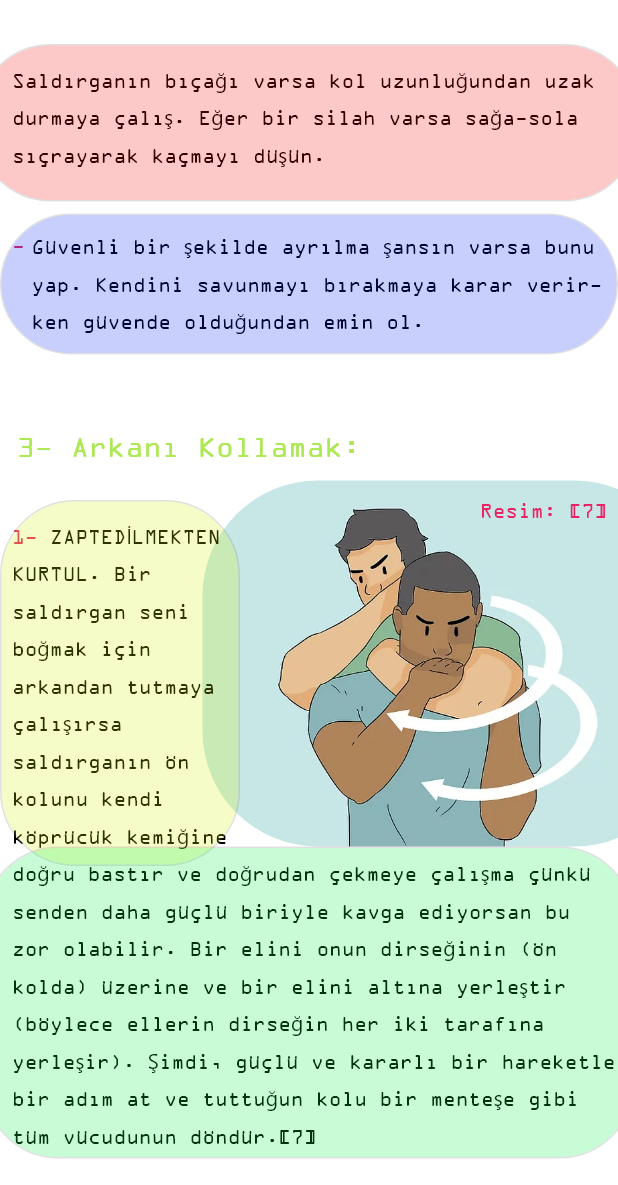 Saldırganın bıçağı varsa kol uzunluğundan uzak
durmaya çalış. Eğer bir silah varsa sağa-sola
sıçrayarak kaçmayı düşün.
- Güvenli bir şekilde ayrılma şansın varsa bunu
yap. Kendini savunmayı bırakmaya karar verir-
ken güvende olduğundan emin ol.
3- Arkanı Kollamak:
Resim: [7]
1- ZAPTEDİLMEKTEN
KURTUL. Bir
saldırgan seni
boğmak için
arkandan tutmaya
çalışırsa
saldırganın ön
kolunu kendi
köprücük kemiğine
doğru bastır ve doğrudan çekmeye çalışma çünkü
senden daha güçlü biriyle kavga ediyorsan bu
zor olabilir. Bir elini onun dirseğinin (ön
kolda) üzerine ve bir elini altına yerleştir
(böylece ellerin dirseğin her iki tarafına
yerleşir). Şimdi, güçlü ve kararlı bir hareketle
bir adım at ve tuttuğun kolu bir menteşe gibi
tüm vücudunun döndür.[7]